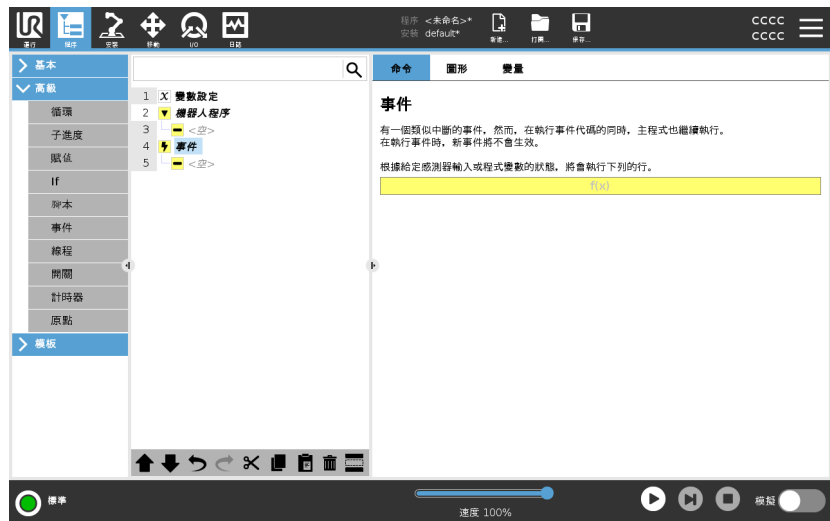 UR
運行 程序 安裝 移動 I/O 日誌
程序 <未命名>*
安裝 default*
新建... 打開... 保存...
cccc
cccc
基本
高級
循環
子進度
賦值
If
腳本
事件
線程
開關
計時器
原點
模板
1 X 變數設定
2 機器人程序
3 <空>
4 事件
5 <空>
命令 圖形 變量
事件
有一個類似中斷的事件, 然而, 在執行事件代碼的同時, 主程式也繼續執行。
在執行事件時, 新事件將不會生效。
根據給定感測器輸入或程式變數的狀態, 將會執行下列的行。
f(x)
標準
速度 100%
模擬